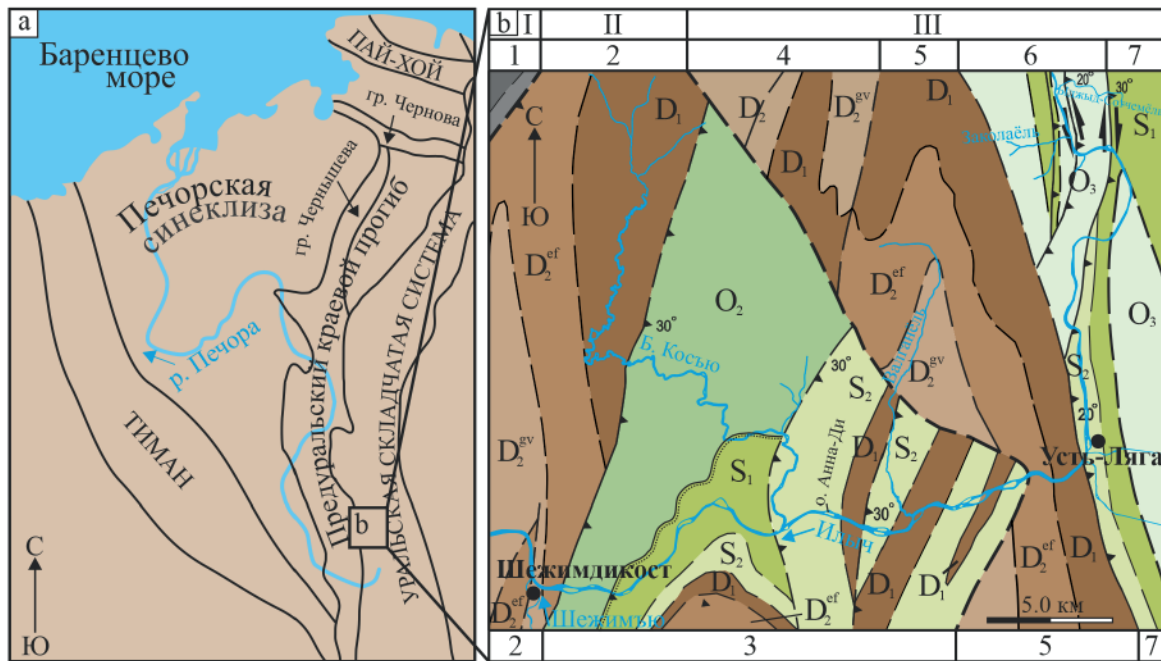 a
Баренцево
море
ПАЙ-ХОЙ
гр. Чернова
гр. Чернышева
Печорская
синеклиза
Предуральский краевой прогиб
УРАЛЬСКАЯ СКЛАДЧАТАЯ СИСТЕМА
р. Печора
ТИМАН
b
С
Ю
b
I
II
III
1
2
4
5
6
7
С
Ю
D₁
D₂
D₂gv
D₁
D₁
20°
30°
S₁
Заколаёль
O₃
D₂ef
D₂ef
O₂
O₃
30°
Б. Косъю
30°
Валганёль
D₂gv
S₂
S₂
20°
D₂gv
Усть-Ляга
S₁
о. Анна-Ди
D₁
S₂
30°
Илыч
Шежимдикост
S₂
D₁
D₁
D₁
D₂ef
D₁
D₂ef
Шежимъю
D₂ef
5.0 км
2
3
5
7